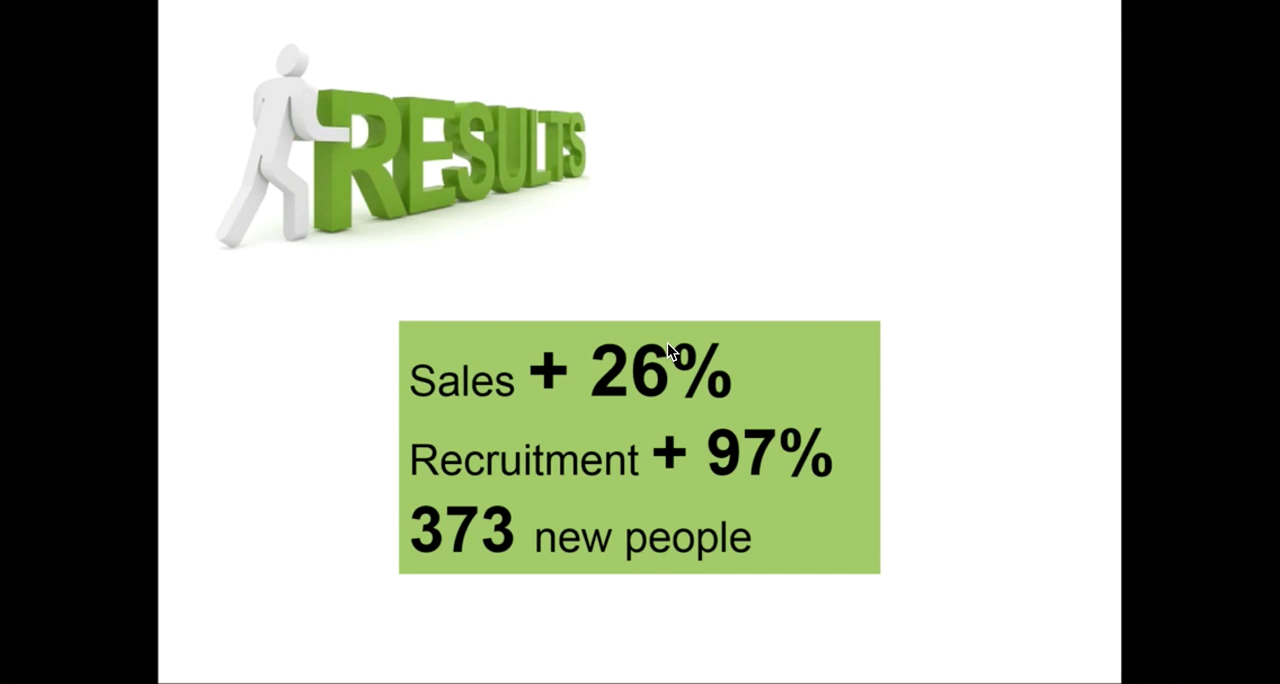 RESULTS
Sales + 26%
Recruitment + 97%
373 new people